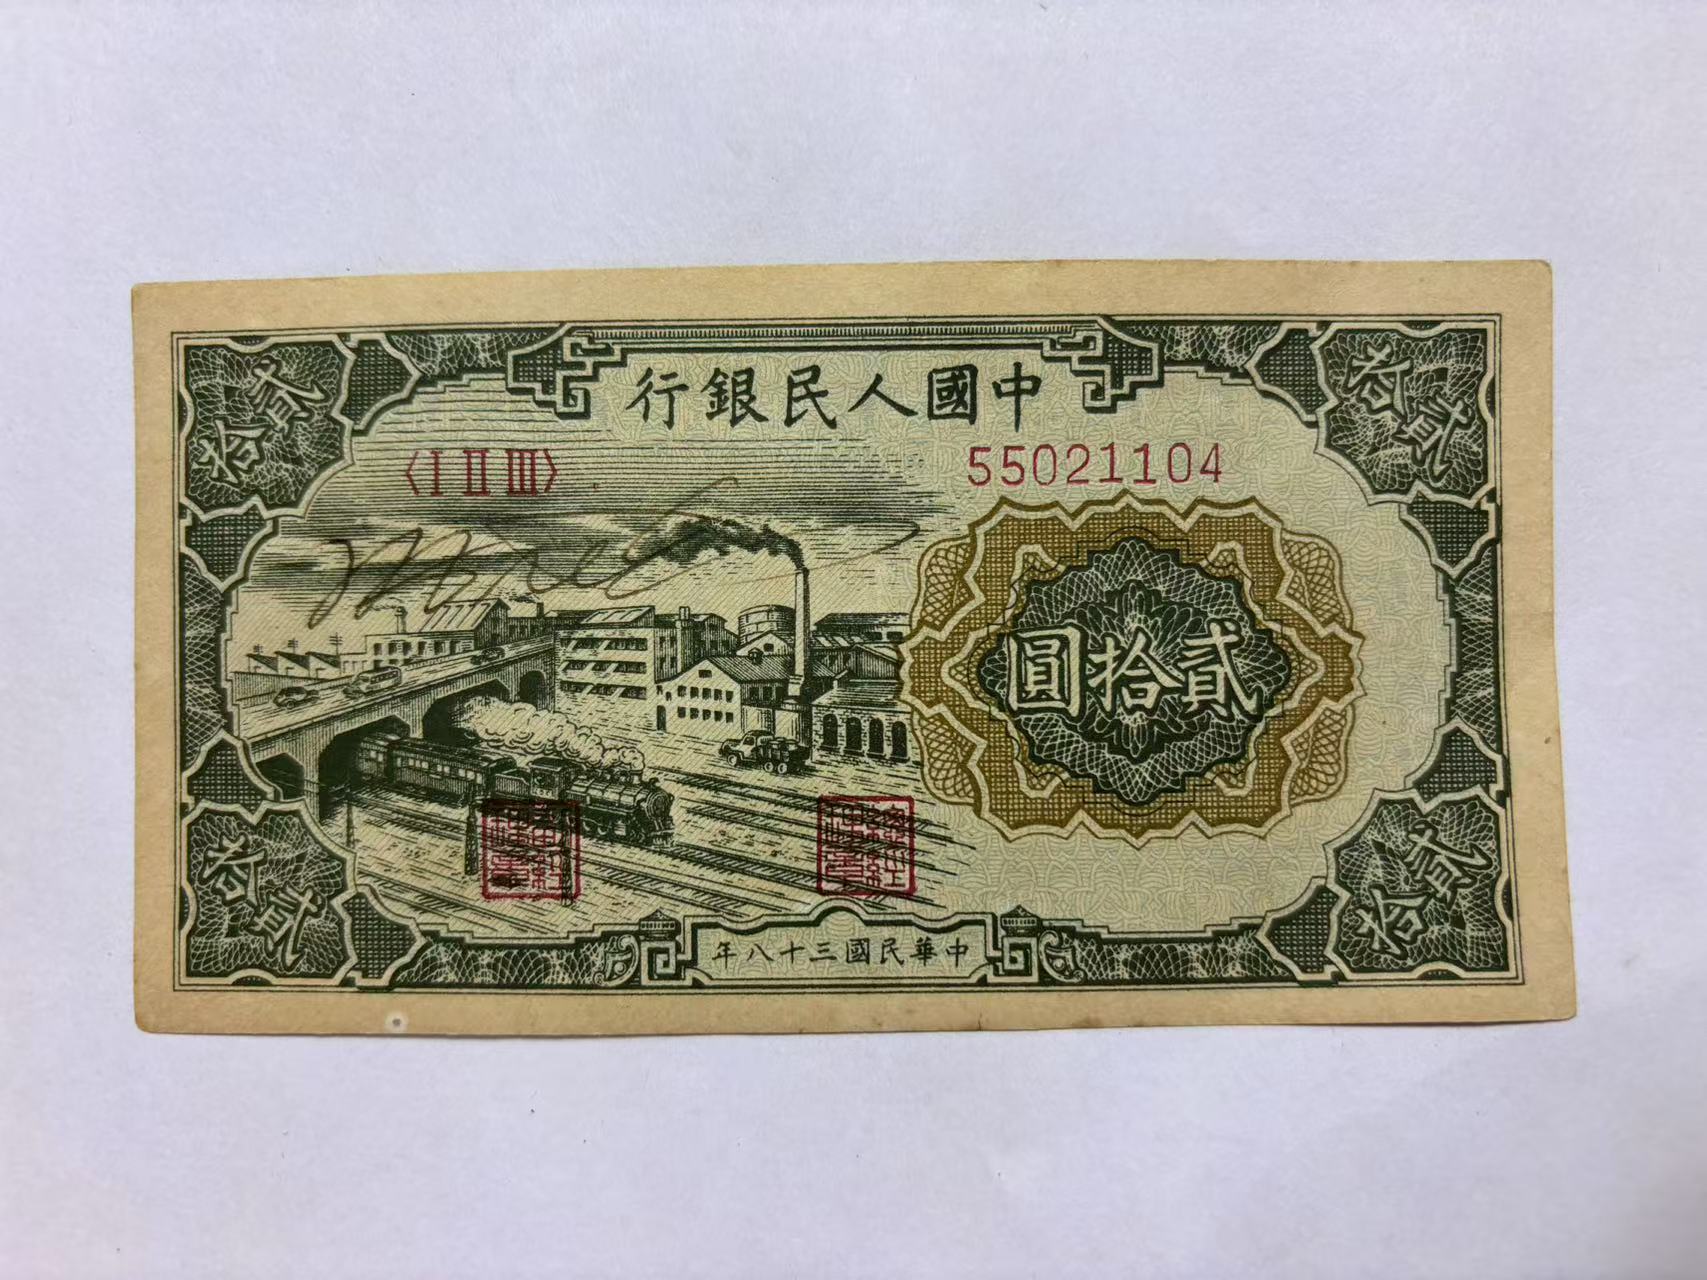 中國人民銀行
〈I II III〉
55021104
貳拾圓
貳拾
貳拾
貳拾
貳拾
中華民國三十八年